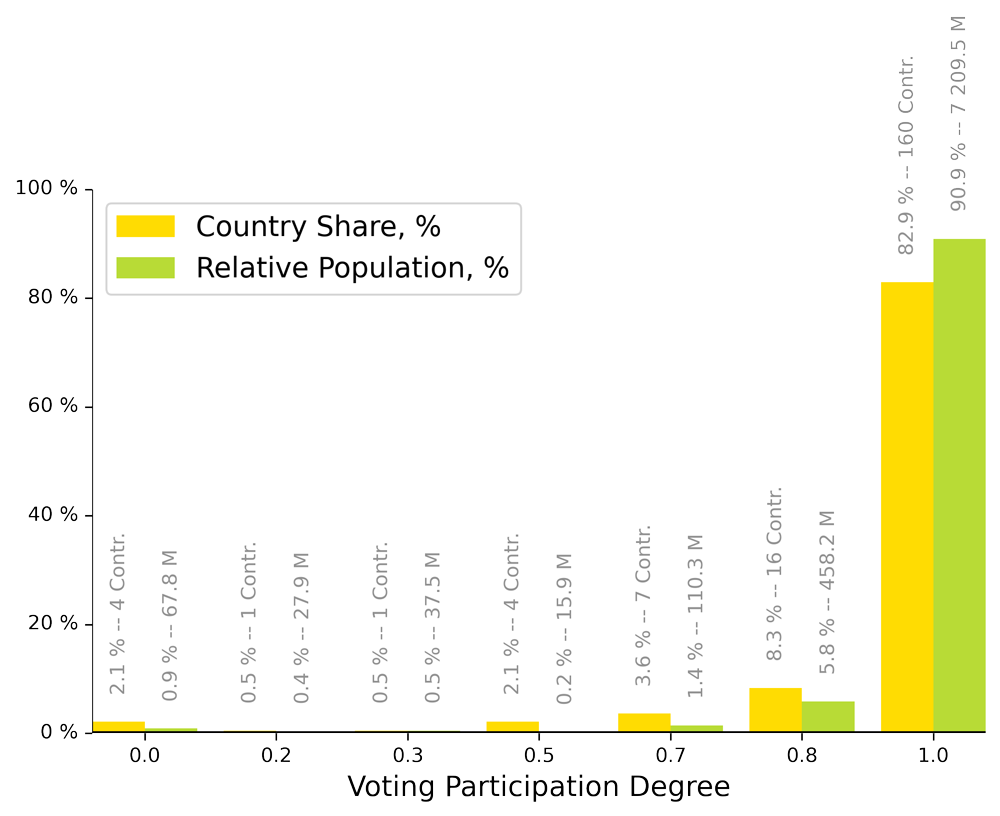 82.9 % -- 160 Contr.
90.9 % -- 7 209.5 M
100 %
80 %
60 %
40 %
20 %
0 %
Country Share, %
Relative Population, %
2.1 % -- 4 Contr.
0.9 % -- 67.8 M
0.5 % -- 1 Contr.
0.4 % -- 27.9 M
0.5 % -- 1 Contr.
0.5 % -- 37.5 M
2.1 % -- 4 Contr.
0.2 % -- 15.9 M
3.6 % -- 7 Contr.
1.4 % -- 110.3 M
8.3 % -- 16 Contr.
5.8 % -- 458.2 M
0.0 0.2 0.3 0.5 0.7 0.8 1.0
Voting Participation Degree